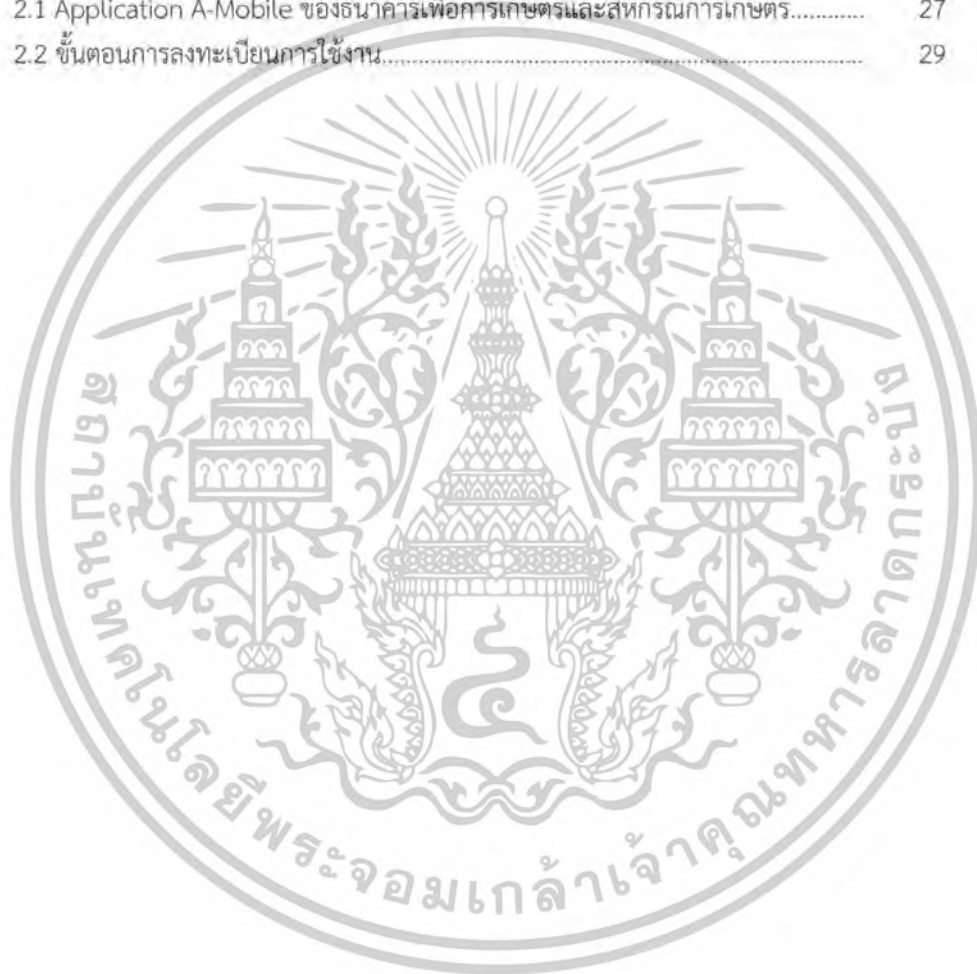 2.1 Application A-Mobile ของธนาคารเพื่อการเกษตรและสหกรณ์การเกษตร............ 27
2.2 ขั้นตอนการลงทะเบียนการใช้งาน........................................................................ 29
สถาบันเทคโนโลยีพระจอมเกล้าเจ้าคุณทหารลาดกระบัง
๔